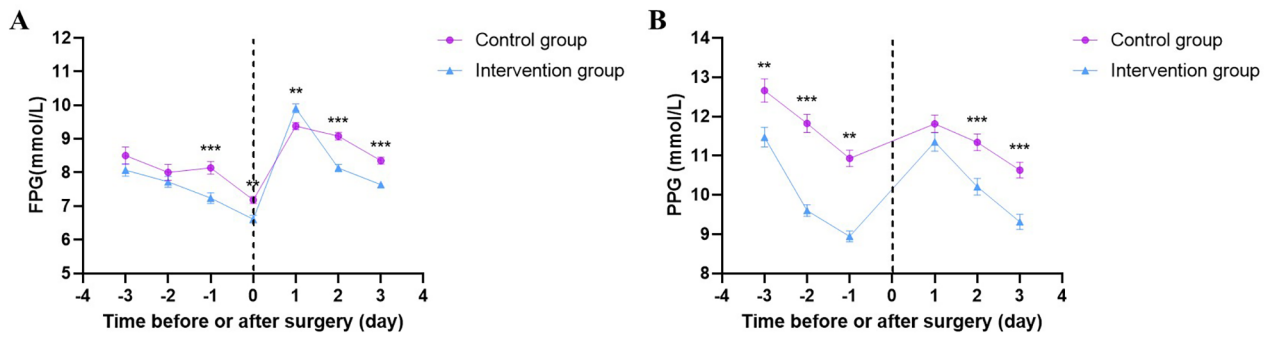 A
FPG(mmol/L)
12
11
10
9
8
7
6
5
-4 -3 -2 -1 0 1 2 3 4
Time before or after surgery (day)
***
**
**
***
***
Control group
Intervention group
B
PPG (mmol/L)
14
13
12
11
10
9
8
-4 -3 -2 -1 0 1 2 3 4
Time before or after surgery (day)
**
***
**
***
***
Control group
Intervention group